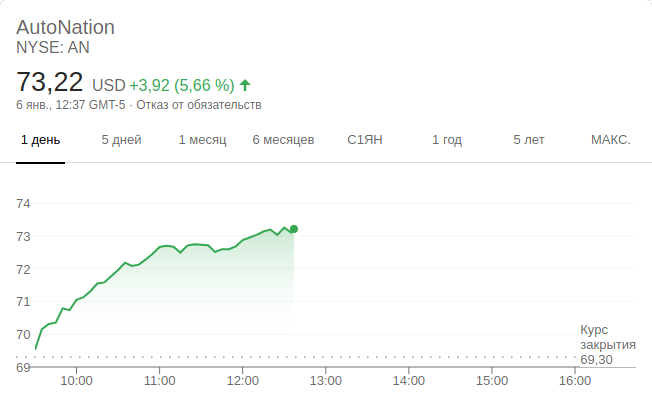 AutoNation
NYSE: AN
73,22 USD +3,92 (5,66 %)
6 янв., 12:37 GMT-5 · Отказ от обязательств
1 день 5 дней 1 месяц 6 месяцев С1ЯН 1 год 5 лет МАКС.
74
73
72
71
70
69
Курс
закрытия
69,30
10:00 11:00 12:00 13:00 14:00 15:00 16:00